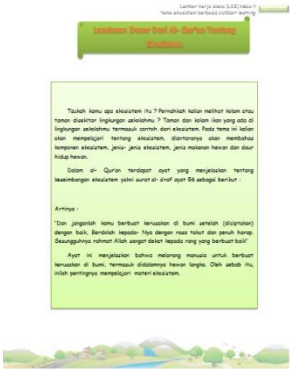 Lembar kerja siswa (LKS) kelas V
tema ekosistem berbasis outdoor learning
Landasan Dasar Dari Al- Qur'an Tentang
Ekosistem
Taukah kamu apa ekosistem itu ? Pernahkah kalian melihat kolam atau
taman disekitar lingkungan sekolahmu ? Taman dan kolam ikan yang ada di
lingkungan sekolahmu termasuk contoh dari ekosistem. Pada tema ini kalian
akan mempelajari tentang ekosistem, diantaranya akan membahas
komponen ekosistem, jenis- jenis ekosistem, jenis makanan hewan dan daur
hidup hewan.
Dalam al- Qur'an terdapat ayat yang menjelaskan tentang
keseimbangan ekosistem yakni surat al- a'raf ayat 56 sebagai berikut :
Artinya :
"Dan janganlah kamu berbuat kerusakan di bumi setelah (diciptakan)
dengan baik, Berdolah kepada- Nya dengan rasa takut dan penuh harap.
Sesungguhnya rahmat Allah sangat dekat kepada orang yang berbuat baik"
Ayat ini menjelaskan bahwa melarang manusia untuk berbuat
kerusakan di bumi, termasuk didalamnya hewan langka. Oleh sebab itu,
inilah pentingnya mempelajari materi ekosistem.